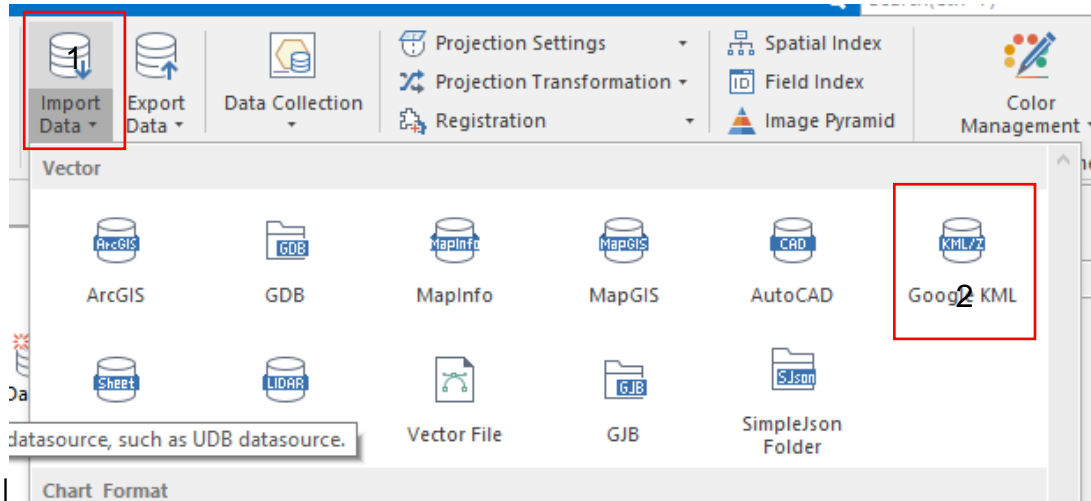 1
Import
Data
Export
Data
Data Collection
Projection Settings
Projection Transformation
Registration
Spatial Index
ID Field Index
Image Pyramid
Color
Management
Vector
ArcGIS
GDB
MapInfo
MapGIS
CAD
KML/Z
ArcGIS
GDB
MapInfo
MapGIS
AutoCAD
Google KML
2
Sheet
LIDAR
GJB
SJson
Vector File
GJB
SimpleJson
Folder
datasource, such as UDB datasource.
Chart Format